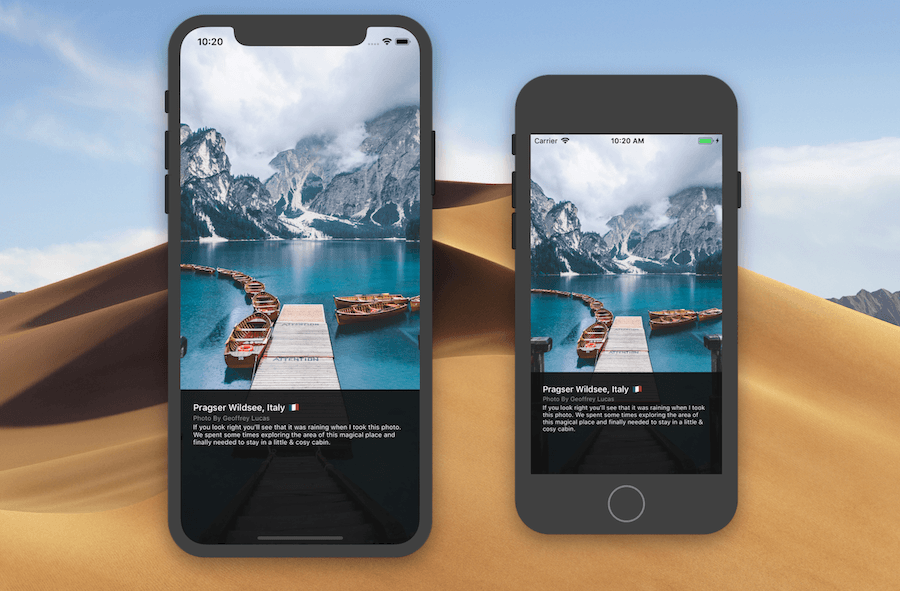 10:20
ATTENTION
Pragser Wildsee, Italy 🇮🇹
Photo By Geoffrey Lucas
If you look right you'll see that it was raining when I took this photo.
We spent some times exploring the area of this magical place and
finally needed to stay in a little & cosy cabin.
Carrier 10:20 AM
ATTENTION
Pragser Wildsee, Italy 🇮🇹
Photo By Geoffrey Lucas
If you look right you'll see that it was raining when I took
this photo. We spent some times exploring the area of
this magical place and finally needed to stay in a little &
cosy cabin.